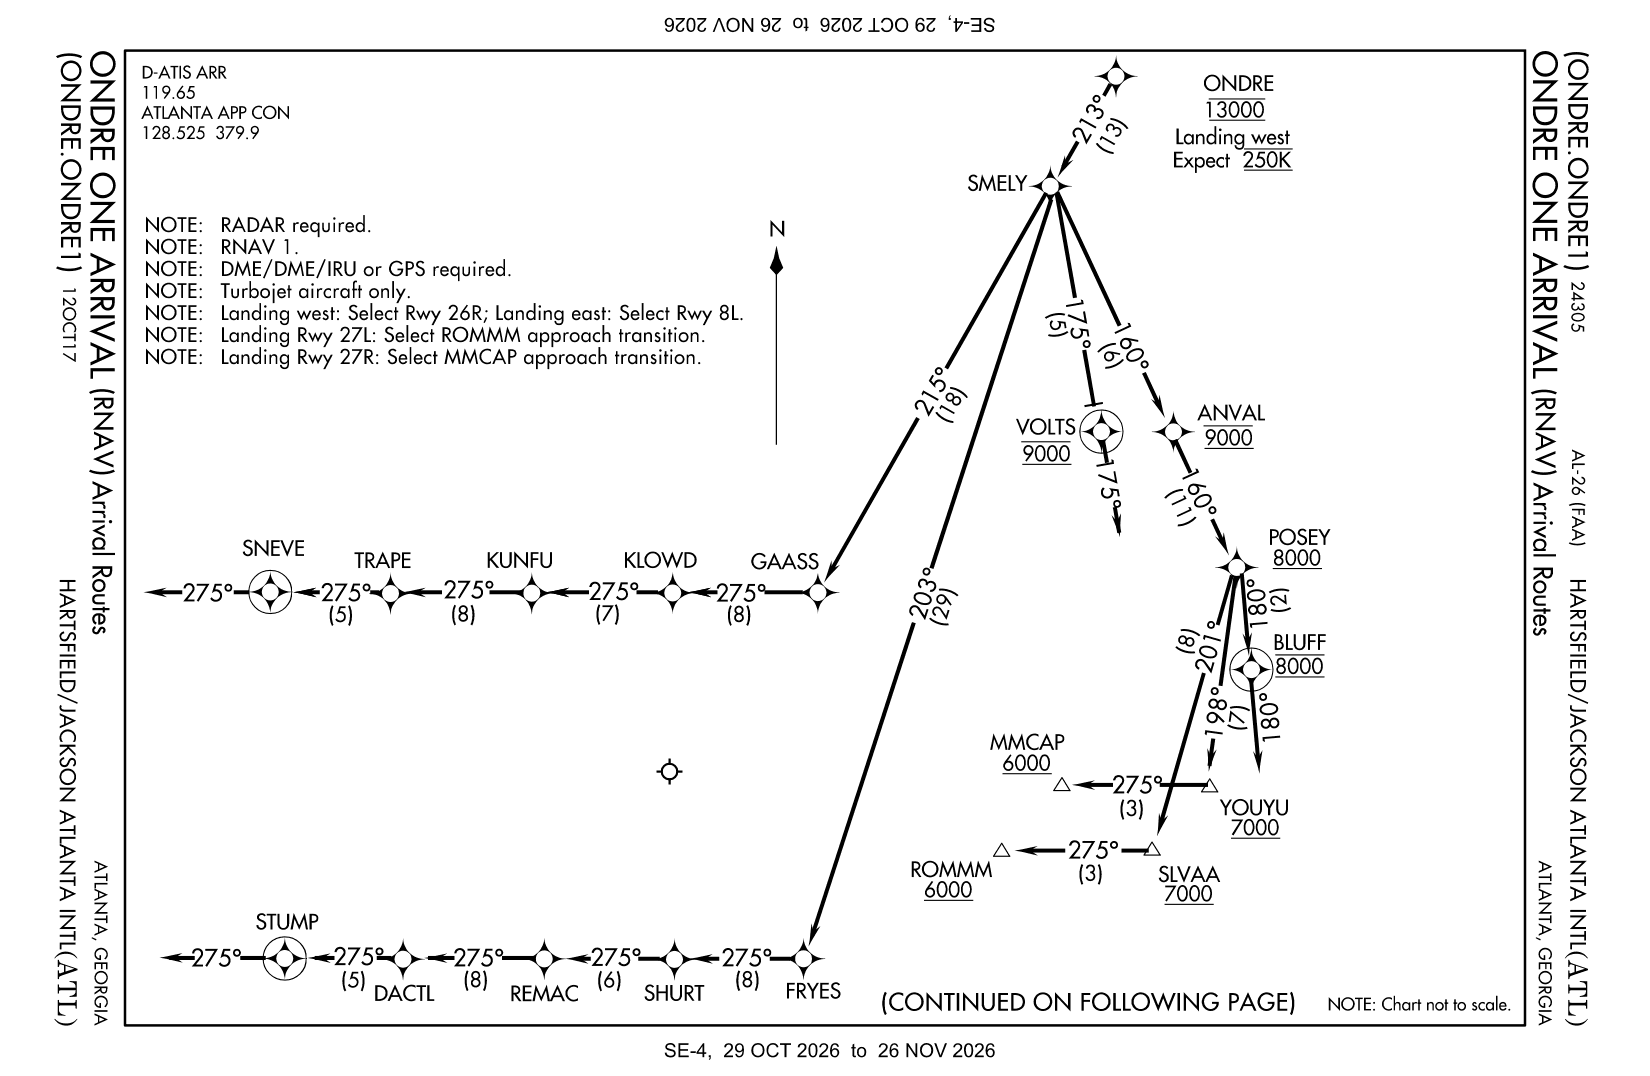 SE-4, 29 OCT 2026 to 26 NOV 2026
(ONDRE.ONDRE1) 12OCT17
ONDRE ONE ARRIVAL (RNAV) Arrival Routes
HARTSFIELD/JACKSON ATLANTA INTL(ATL)
ATLANTA, GEORGIA
D-ATIS ARR
119.65
ATLANTA APP CON
128.525 379.9
NOTE: RADAR required.
NOTE: RNAV 1.
NOTE: DME/DME/IRU or GPS required.
NOTE: Turbojet aircraft only.
NOTE: Landing west: Select Rwy 26R; Landing east: Select Rwy 8L.
NOTE: Landing Rwy 27L: Select ROMMM approach transition.
NOTE: Landing Rwy 27R: Select MMCAP approach transition.
N
ONDRE
13000
Landing west
Expect 250K
213°
(13)
SMELY
215°
(18)
203°
(29)
175°
(5)
160°
(6)
VOLTS
9000
175°
ANVAL
9000
160°
(11)
POSEY
8000
180°
(2)
BLUFF
8000
180°
201°
(8)
198°
(7)
MMCAP
6000
275°
(3)
YOUYU
7000
ROMMM
6000
275°
(3)
SLVAA
7000
SNEVE
TRAPE
KUNFU
KLOWD
GAASS
275°
275°
(5)
275°
(8)
275°
(7)
275°
(8)
STUMP
275°
275°
(5)
DACTL
275°
(8)
REMAC
275°
(6)
SHURT
275°
(8)
FRYES
(CONTINUED ON FOLLOWING PAGE)
NOTE: Chart not to scale.
(ONDRE.ONDRE1) 24305
AL-26 (FAA)
HARTSFIELD/JACKSON ATLANTA INTL(ATL)
ONDRE ONE ARRIVAL (RNAV) Arrival Routes
ATLANTA, GEORGIA
SE-4, 29 OCT 2026 to 26 NOV 2026